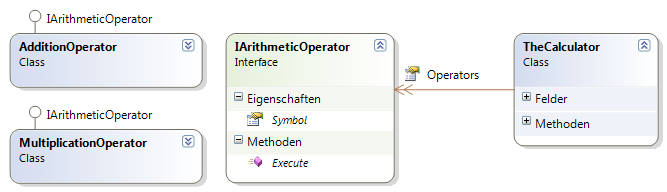 IArithmeticOperator
AdditionOperator
Class
IArithmeticOperator
MultiplicationOperator
Class
IArithmeticOperator
Interface
Eigenschaften
Symbol
Methoden
Execute
Operators
TheCalculator
Class
Felder
Methoden